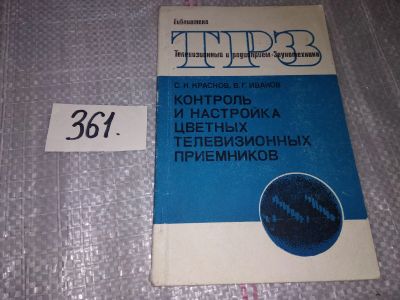 Библиотека
ТРЗ
Телевизионный и радиоприем · Звукотехника
КРАСНОВ, В. Г. ИВАНОВ
КОНТРОЛЬ
И НАСТРОЙКА
ЦВЕТНЫХ
ТЕЛЕВИЗИОННЫХ
ПРИЕМНИКОВ
361.